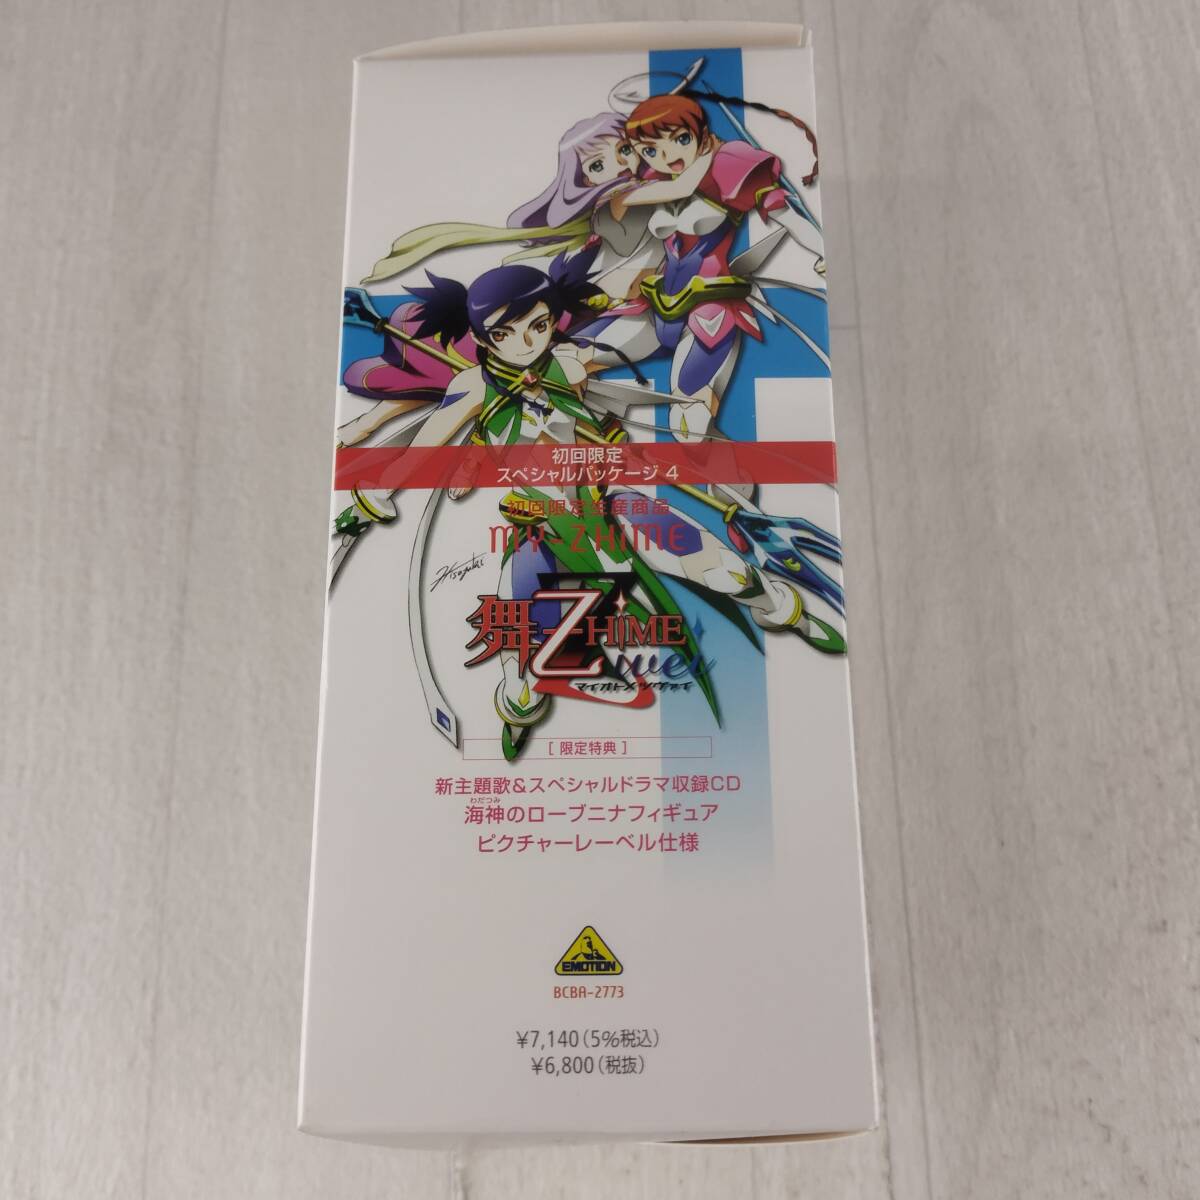 初回限定
スペシャルパッケージ 4
初回限定生産商品
MY-ZHIME
舞-Z HiME
Zwei
マイオトメ ツヴァイ
[ 限定特典 ]
新主題歌&スペシャルドラマ収録CD
わだつみ
海神のローブニナフィギュア
ピクチャーレーベル仕様
EMOTION
BCBA-2773
¥7,140(5%税込)
¥6,800(税抜)